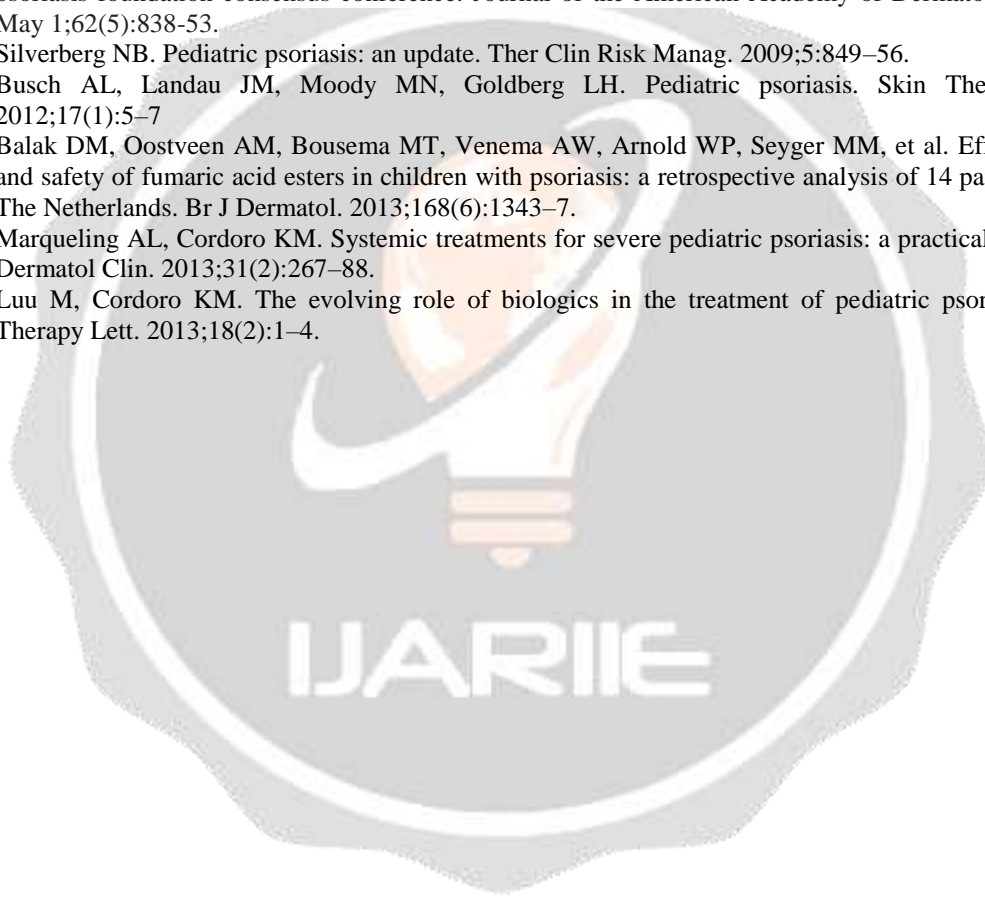 May 1;62(5):838-53.
Silverberg NB. Pediatric psoriasis: an update. Ther Clin Risk Manag. 2009;5:849–56.
Busch AL, Landau JM, Moody MN, Goldberg LH. Pediatric psoriasis. Skin The
2012;17(1):5–7
Balak DM, Oostveen AM, Bousema MT, Venema AW, Arnold WP, Seyger MM, et al. Eff
and safety of fumaric acid esters in children with psoriasis: a retrospective analysis of 14 pa
The Netherlands. Br J Dermatol. 2013;168(6):1343–7.
Marqueling AL, Cordoro KM. Systemic treatments for severe pediatric psoriasis: a practical
Dermatol Clin. 2013;31(2):267–88.
Luu M, Cordoro KM. The evolving role of biologics in the treatment of pediatric psor
Therapy Lett. 2013;18(2):1–4.
IJARIIE